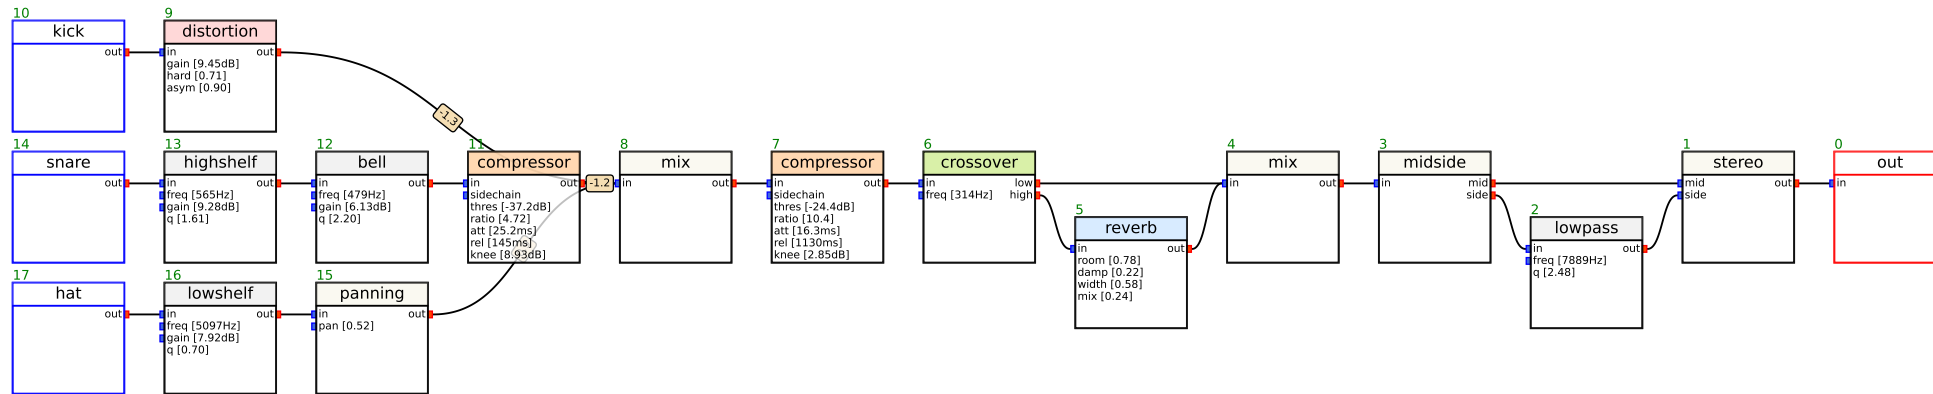 10
kick
out
9
distortion
in out
gain [9.45dB]
hard [0.71]
asym [0.90]
-1.3
14
snare
out
13
highshelf
in out
freq [565Hz]
gain [9.28dB]
q [1.61]
12
bell
in out
freq [479Hz]
gain [6.13dB]
q [2.20]
11
compressor
in out
sidechain
thres [-37.2dB]
ratio [4.72]
att [25.2ms]
rel [145ms]
knee [8.93dB]
-1.2
8
mix
in out
7
compressor
in out
sidechain
thres [-24.4dB]
ratio [10.4]
att [16.3ms]
rel [1130ms]
knee [2.85dB]
6
crossover
in low
freq [314Hz] high
5
reverb
in out
room [0.78]
damp [0.22]
width [0.58]
mix [0.24]
4
mix
in out
3
midside
in mid
side
2
lowpass
in out
freq [7889Hz]
q [2.48]
1
stereo
mid out
side
0
out
in
17
hat
out
16
lowshelf
in out
freq [5097Hz]
gain [7.92dB]
q [0.70]
15
panning
in out
pan [0.52]